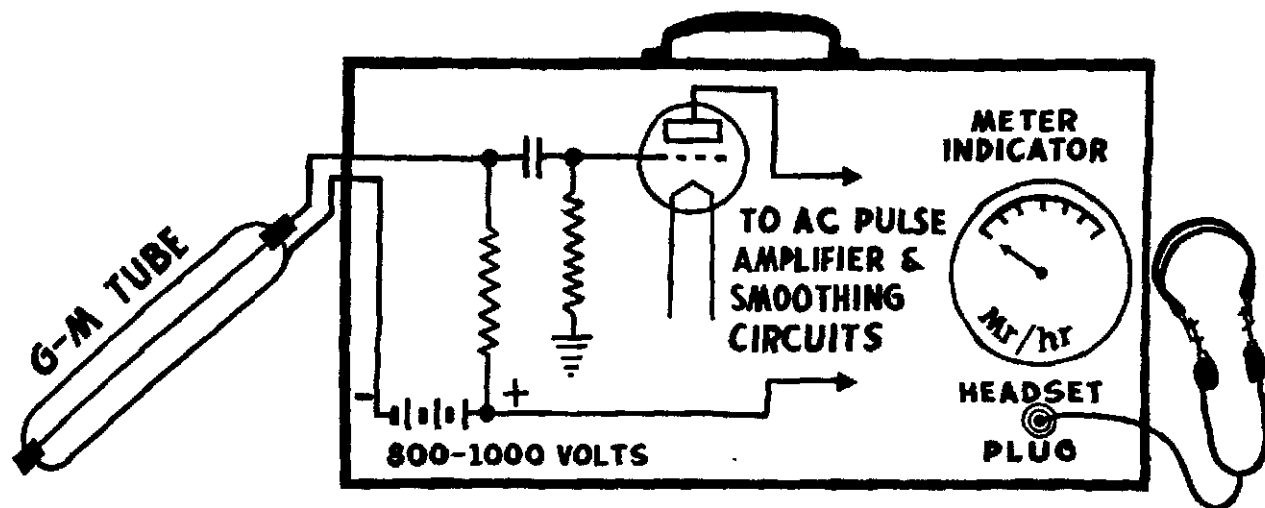 G-M TUBE
METER
INDICATOR
TO AC PULSE
AMPLIFIER &
SMOOTHING
CIRCUITS
Mr/hr
- +
800-1000 VOLTS
HEADSET
PLUG